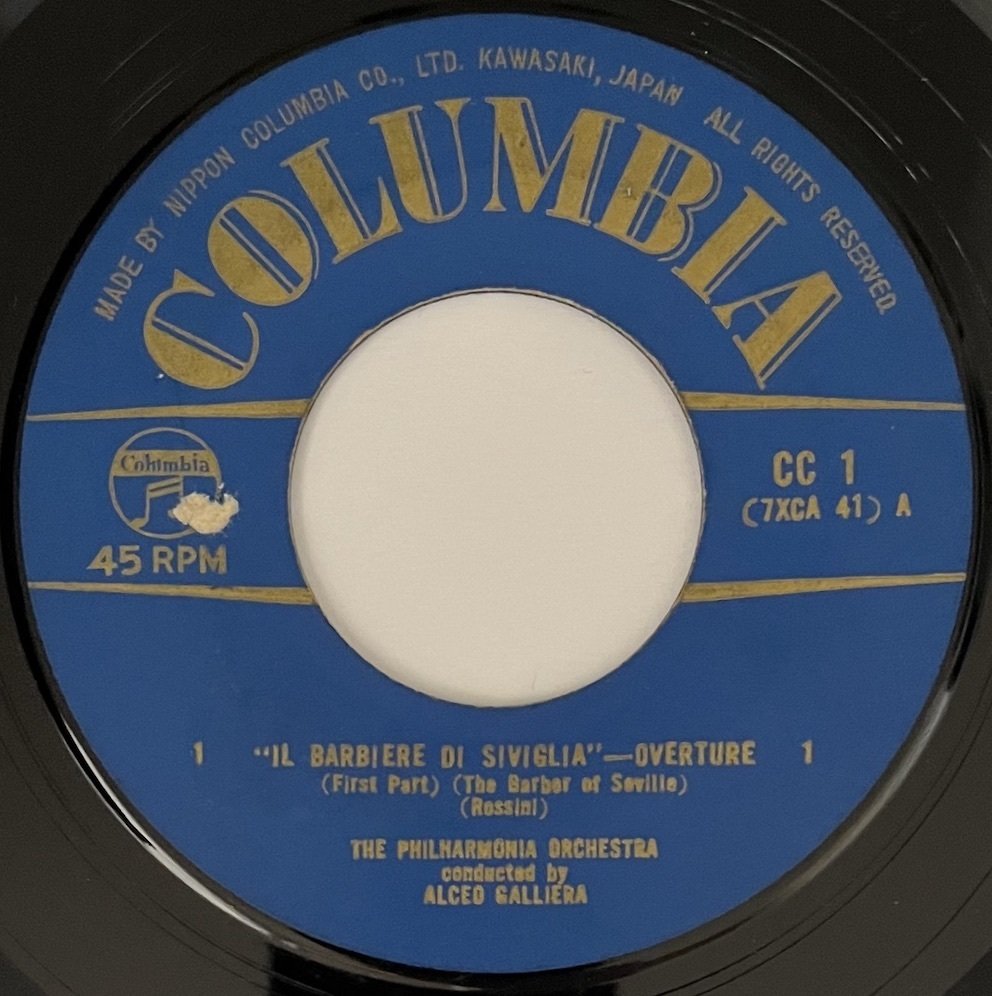 MADE BY NIPPON COLUMBIA CO., LTD. KAWASAKI, JAPAN ALL RIGHTS RESERVED
COLUMBIA
Columbia
45 RPM
CC 1
(7XCA 41) A
1 "IL BARBIERE DI SIVIGLIA"—OVERTURE 1
(First Part) (The Barber of Seville)
(Rossini)
THE PHILHARMONIA ORCHESTRA
conducted by
ALCEO GALLIERA